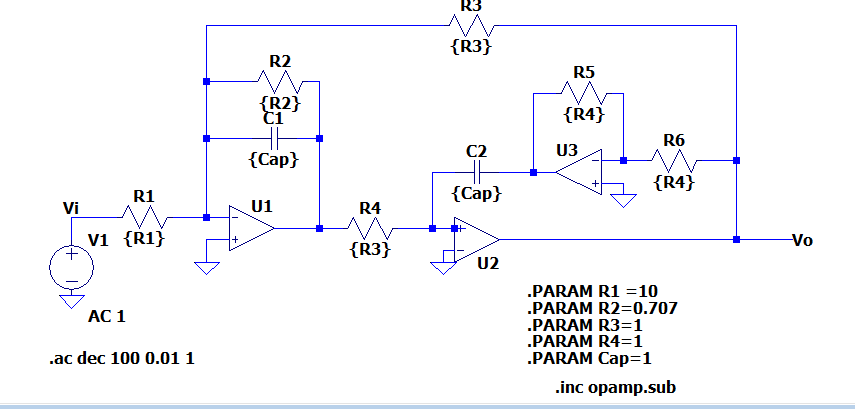 R3
{R3}
R2
{R2}
C1
{Cap}
R5
{R4}
C2
{Cap}
U3
R6
{R4}
Vi
R1
{R1}
V1
U1
R4
{R3}
U2
Vo
AC 1
.ac dec 100 0.01 1
.PARAM R1 =10
.PARAM R2=0.707
.PARAM R3=1
.PARAM R4=1
.PARAM Cap=1
.inc opamp.sub